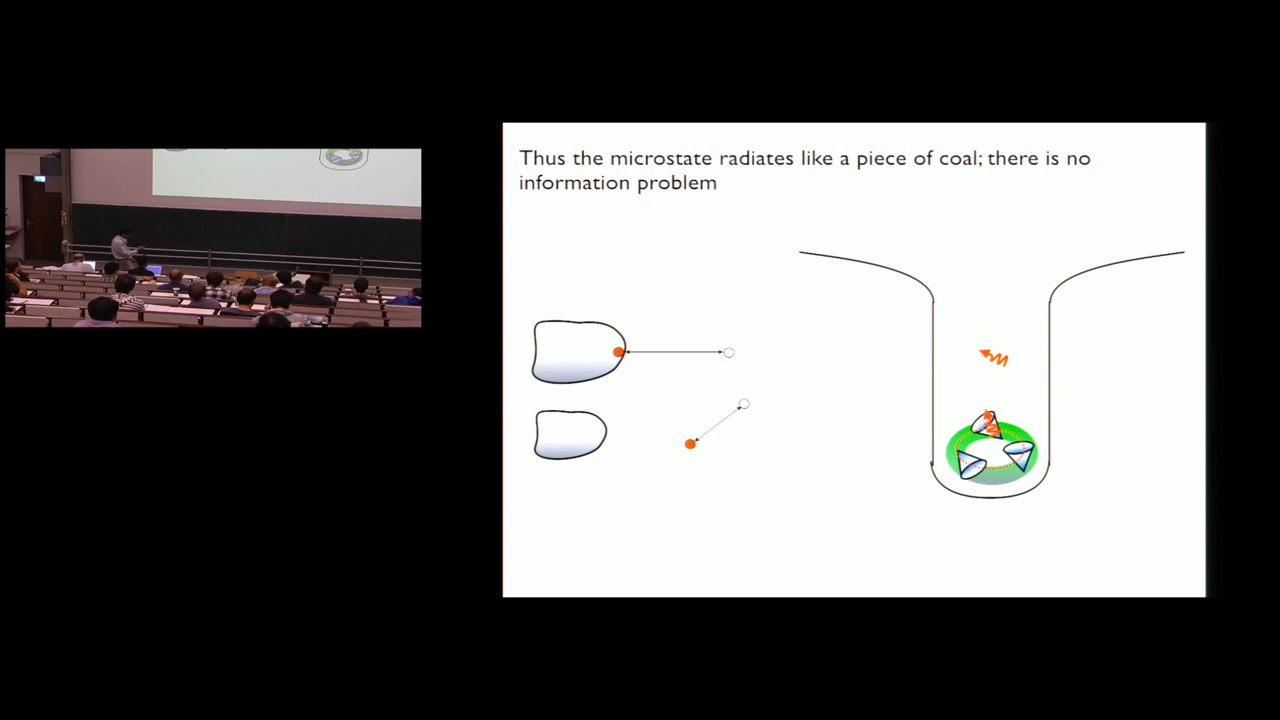 Thus the microstate radiates like a piece of coal; there is no
information problem